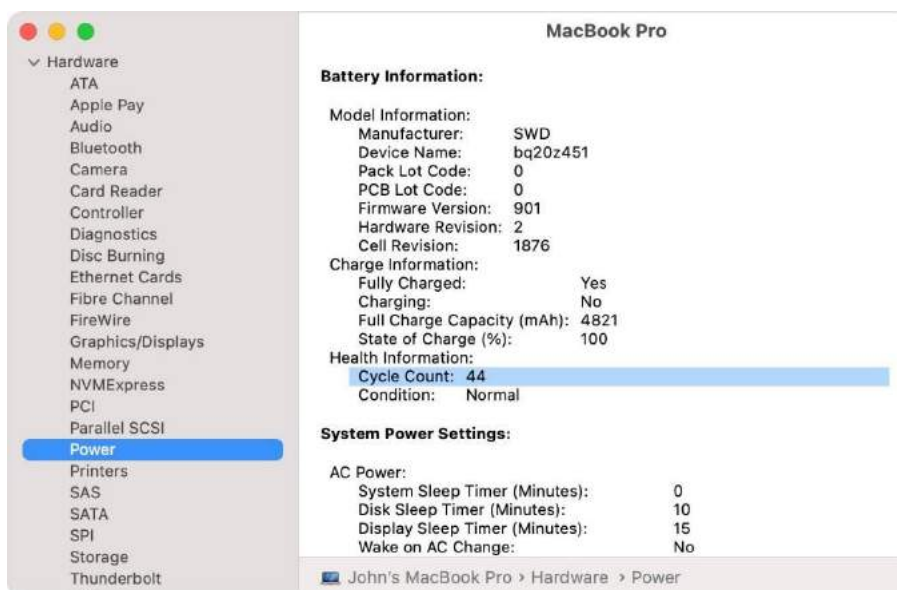 MacBook Pro
Hardware
ATA
Apple Pay
Audio
Bluetooth
Camera
Card Reader
Controller
Diagnostics
Disc Burning
Ethernet Cards
Fibre Channel
FireWire
Graphics/Displays
Memory
NVMExpress
PCI
Parallel SCSI
Power
Printers
SAS
SATA
SPI
Storage
Thunderbolt
Battery Information:
Model Information:
Manufacturer: SWD
Device Name: bq20z451
Pack Lot Code: 0
PCB Lot Code: 0
Firmware Version: 901
Hardware Revision: 2
Cell Revision: 1876
Charge Information:
Fully Charged: Yes
Charging: No
Full Charge Capacity (mAh): 4821
State of Charge (%): 100
Health Information:
Cycle Count: 44
Condition: Normal
System Power Settings:
AC Power:
System Sleep Timer (Minutes): 0
Disk Sleep Timer (Minutes): 10
Display Sleep Timer (Minutes): 15
Wake on AC Change: No
John's MacBook Pro › Hardware › Power